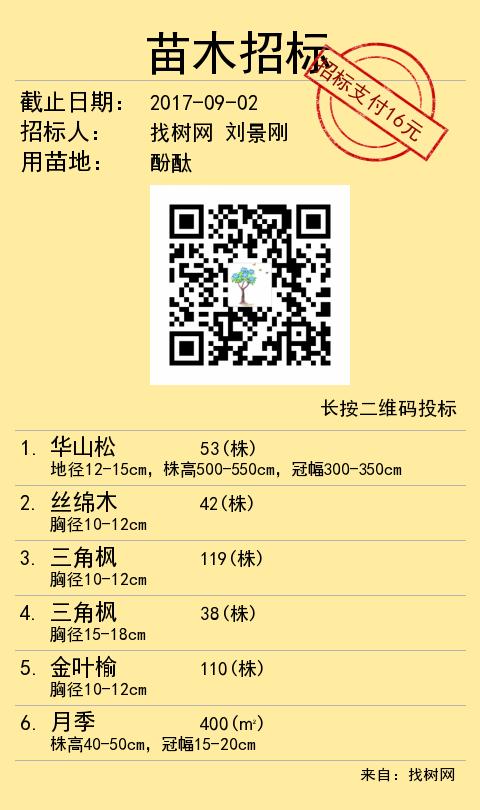 苗木招标
招标支付16元
截止日期： 2017-09-02
招标人： 找树网 刘景刚
用苗地： 酚酞
长按二维码投标
1. 华山松 53(株)
地径12-15cm，株高500-550cm，冠幅300-350cm
2. 丝绵木 42(株)
胸径10-12cm
3. 三角枫 119(株)
胸径10-12cm
4. 三角枫 38(株)
胸径15-18cm
5. 金叶榆 110(株)
胸径10-12cm
6. 月季 400(㎡)
株高40-50cm，冠幅15-20cm
来自：找树网